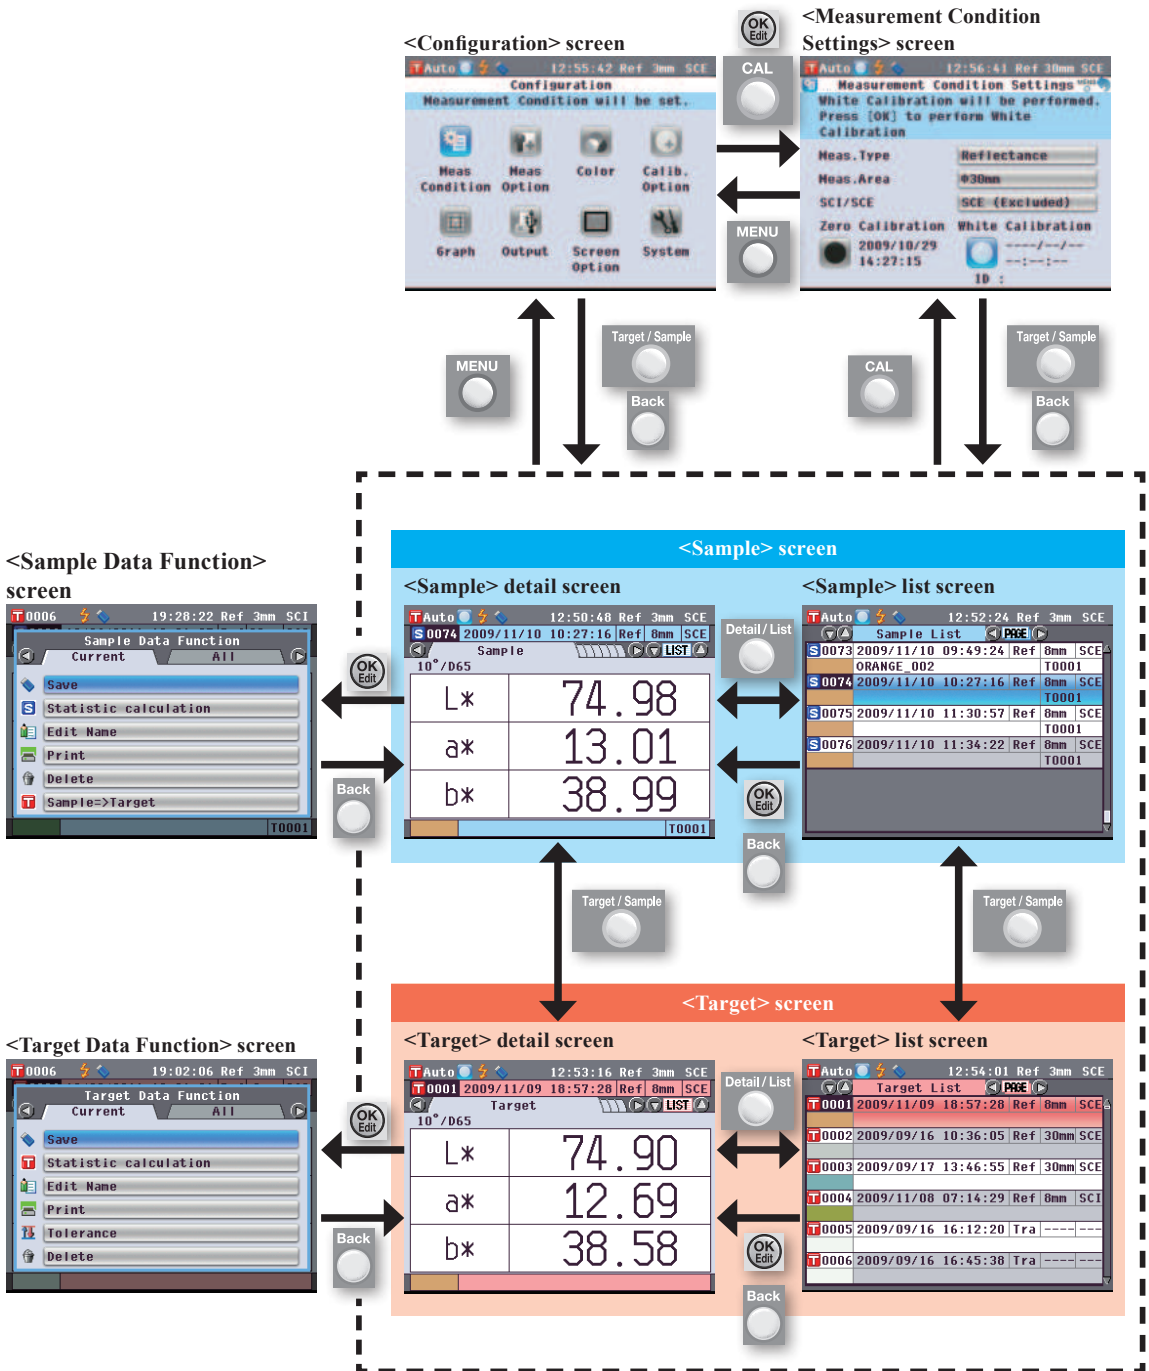 <Configuration> screen
OK
Edit
<Measurement Condition
Settings> screen
T Auto 12:55:42 Ref 3mm SCE
Configuration
Measurement Condition will be set.
Meas
Condition
Meas
Option
Color
Calib.
Option
Graph
Output
Screen
Option
System
CAL
MENU
T Auto 12:56:41 Ref 30mm SCE
Measurement Condition Settings
White Calibration will be performed.
Press [OK] to perform White
Calibration
Meas.Type Reflectance
Meas.Area Φ30mm
SCI/SCE SCE (Excluded)
Zero Calibration White Calibration
2009/10/29 ----/--/--
14:27:15 --:--:--
ID :
MENU
Target / Sample
Back
CAL
Target / Sample
Back
<Sample Data Function>
screen
T 0006 19:28:22 Ref 3mm SCI
Sample Data Function
Current All
Save
S Statistic calculation
Edit Name
Print
Delete
T Sample=>Target
T0001
OK
Edit
Back
<Sample> screen
<Sample> detail screen
T Auto 12:50:48 Ref 3mm SCE
S 0074 2009/11/10 10:27:16 Ref 8mm SCE
Sample LIST
10°/D65
L* 74.98
a* 13.01
b* 38.99
T0001
Detail / List
OK
Edit
Back
<Sample> list screen
T Auto 12:52:24 Ref 3mm SCE
Sample List PAGE
S 0073 2009/11/10 09:49:24 Ref 8mm SCE
ORANGE_002 T0001
S 0074 2009/11/10 10:27:16 Ref 8mm SCE
T0001
S 0075 2009/11/10 11:30:57 Ref 8mm SCE
T0001
S 0076 2009/11/10 11:34:22 Ref 8mm SCE
T0001
Target / Sample
Target / Sample
<Target Data Function> screen
T 0006 19:02:06 Ref 3mm SCI
Target Data Function
Current All
Save
T Statistic calculation
Edit Name
Print
Tolerance
Delete
OK
Edit
Back
<Target> screen
<Target> detail screen
T Auto 12:53:16 Ref 3mm SCE
T 0001 2009/11/09 18:57:28 Ref 8mm SCE
Target LIST
10°/D65
L* 74.90
a* 12.69
b* 38.58
Detail / List
OK
Edit
Back
<Target> list screen
T Auto 12:54:01 Ref 3mm SCE
Target List PAGE
T 0001 2009/11/09 18:57:28 Ref 8mm SCE
T 0002 2009/09/16 10:36:05 Ref 30mm SCE
T 0003 2009/09/17 13:46:55 Ref 30mm SCE
T 0004 2009/11/08 07:14:29 Ref 8mm SCI
T 0005 2009/09/16 16:12:20 Tra ---- ---
T 0006 2009/09/16 16:45:38 Tra ---- ---